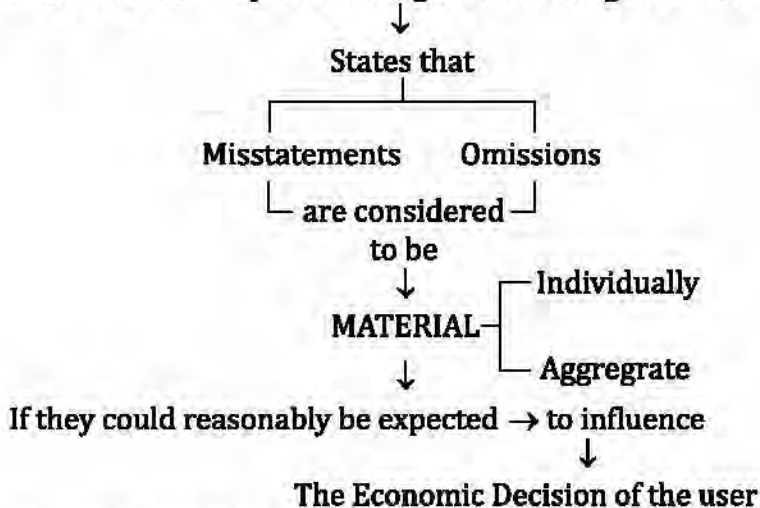 ↓
States that
Misstatements Omissions
are considered
to be
↓
Individually
MATERIAL
↓
Aggregrate
If they could reasonably be expected → to influence
↓
The Economic Decision of the user